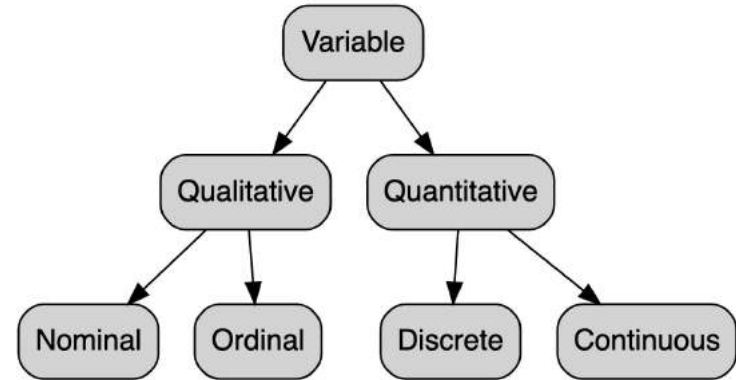 Variable
Qualitative
Quantitative
Nominal
Ordinal
Discrete
Continuous